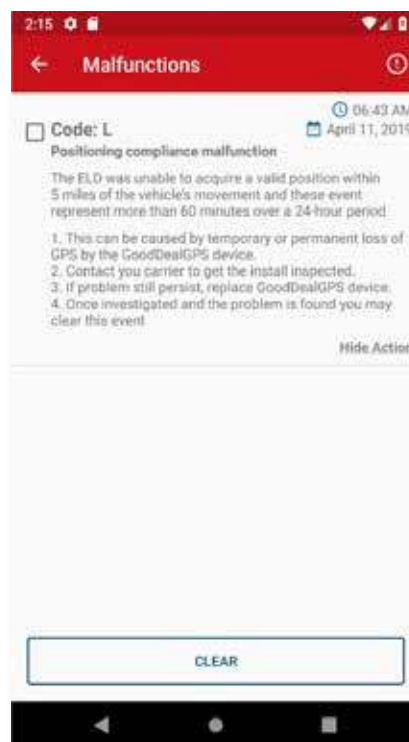 2:15
Malfunctions
06:43 AM
Code: L
April 11, 2019
Positioning compliance malfunction
The ELD was unable to acquire a valid position within
5 miles of the vehicle's movement and these event
represent more than 60 minutes over a 24-hour period
1. This can be caused by temporary or permanent loss of
GPS by the GoodDealGPS device.
2. Contact you carrier to get the install inspected.
3. If problem still persist, replace GoodDealGPS device.
4. Once investigated and the problem is found you may
clear this event
Hide Action
CLEAR